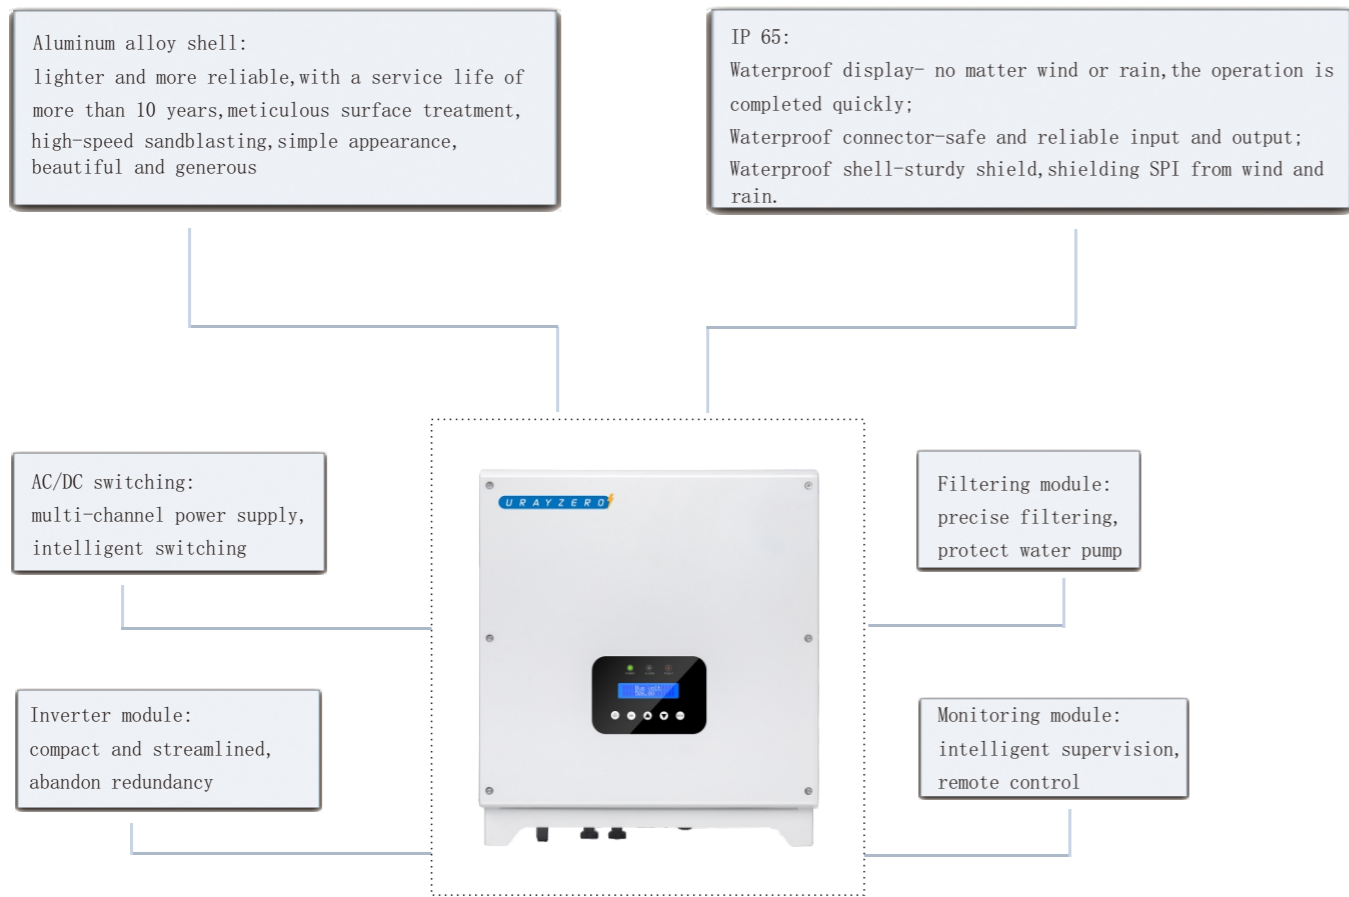 Aluminum alloy shell:
lighter and more reliable,with a service life of
more than 10 years,meticulous surface treatment,
high-speed sandblasting,simple appearance,
beautiful and generous
IP 65:
Waterproof display- no matter wind or rain,the operation is
completed quickly;
Waterproof connector-safe and reliable input and output;
Waterproof shell-sturdy shield,shielding SPI from wind and
rain.
AC/DC switching:
multi-channel power supply,
intelligent switching
Filtering module:
precise filtering,
protect water pump
URAYZERO
Inverter module:
compact and streamlined,
abandon redundancy
Monitoring module:
intelligent supervision,
remote control